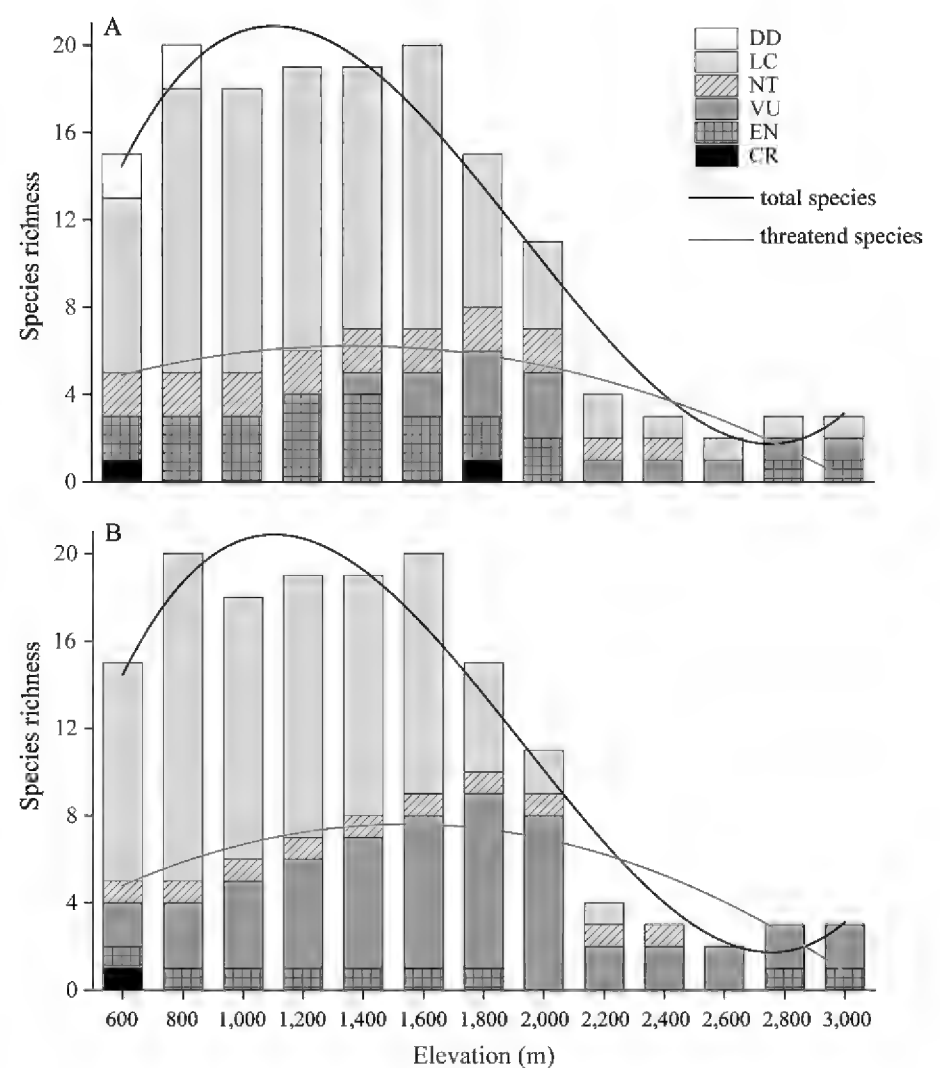 A
20
16
12
8
4
0
Species richness
DD
LC
NT
VU
EN
CR
total species
threatend species
B
20
16
12
8
4
0
Species richness
600 800 1,000 1,200 1,400 1,600 1,800 2,000 2,200 2,400 2,600 2,800 3,000
Elevation (m)